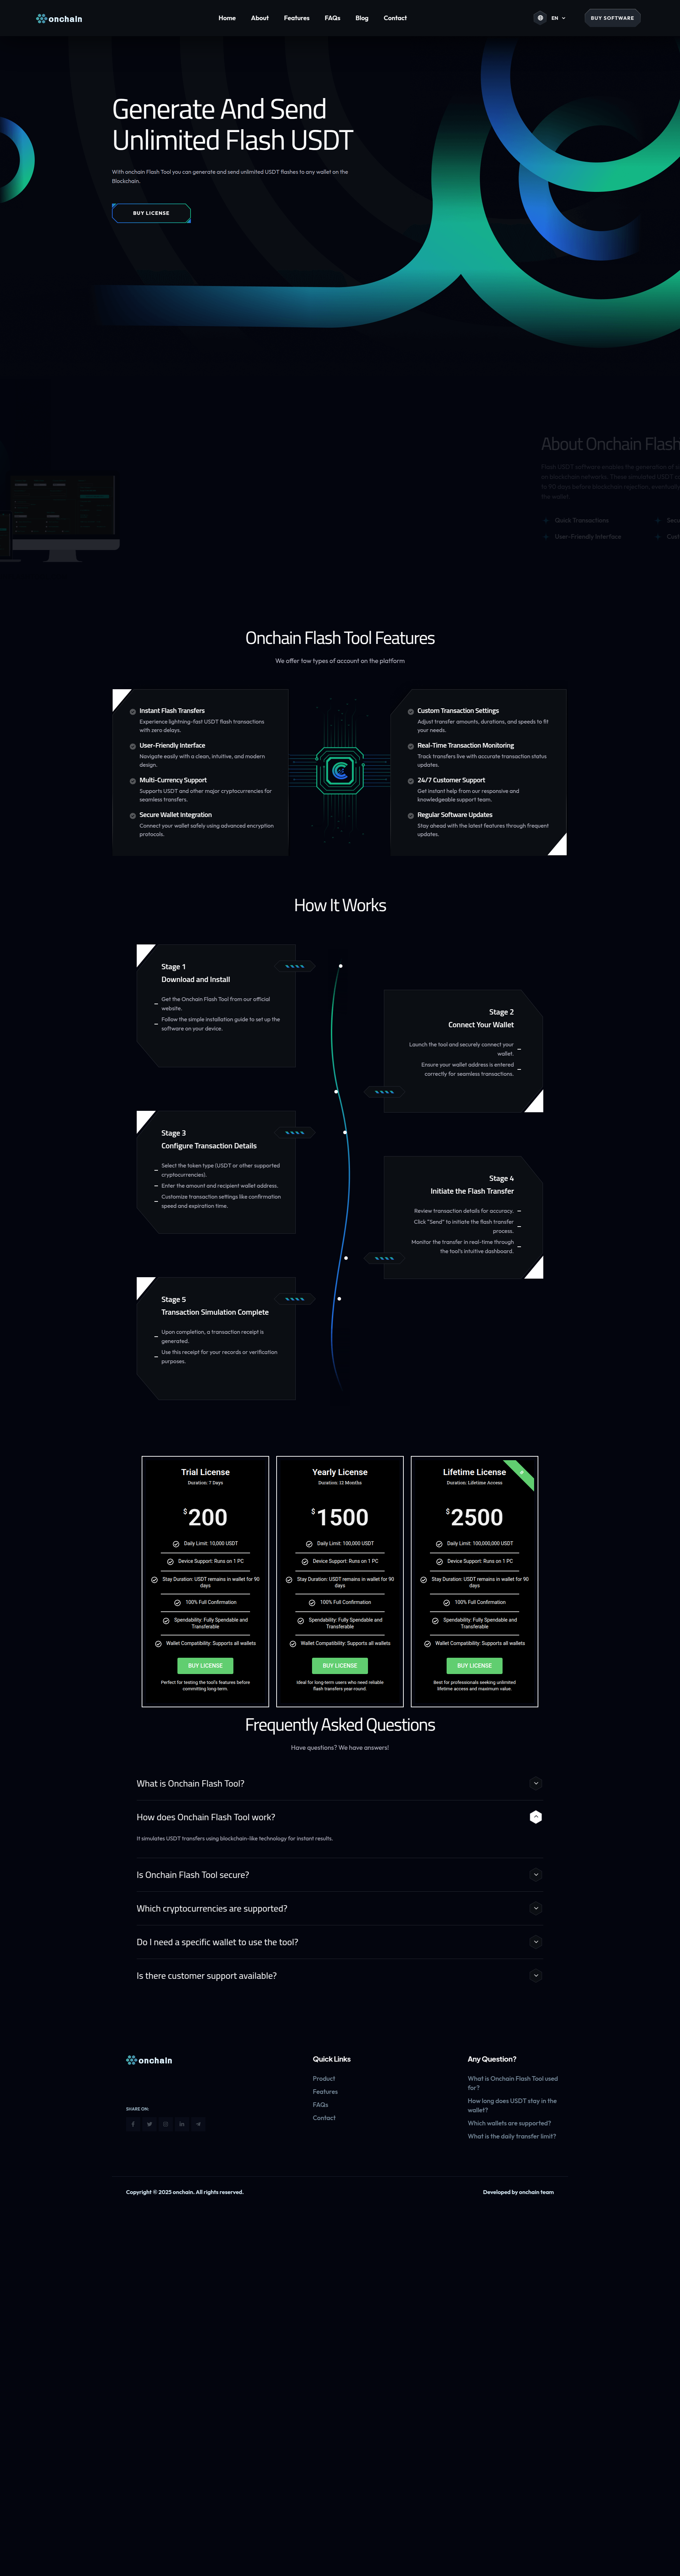 onchain
Home About Features FAQs Blog Contact
EN
BUY SOFTWARE
Generate And Send
Unlimited Flash USDT
With onchain Flash Tool you can generate and send unlimited USDT flashes to any wallet on the
Blockchain.
BUY LICENSE
About Onchain Flash
Flash USDT software enables the generation of
on blockchain networks. These simulated USDT
to 90 days before blockchain rejection, eventually
the wallet.
Quick Transactions
User-Friendly Interface
Onchain Flash Tool Features
We offer tow types of account on the platform
Instant Flash Transfers
Experience lightning-fast USDT flash transactions
with zero delays.
User-Friendly Interface
Navigate easily with a clean, intuitive, and modern
design.
Multi-Currency Support
Supports USDT and other major cryptocurrencies for
seamless transfers.
Secure Wallet Integration
Connect your wallet safely using advanced encryption
protocols.
Custom Transaction Settings
Adjust transfer amounts, durations, and speeds to fit
your needs.
Real-Time Transaction Monitoring
Track transfers live with accurate transaction status
updates.
24/7 Customer Support
Get instant help from our responsive and
knowledgeable support team.
Regular Software Updates
Stay ahead with the latest features through frequent
updates.
How It Works
Stage 1
Download and Install
Get the Onchain Flash Tool from our official
website.
Follow the simple installation guide to set up the
software on your device.
Stage 2
Connect Your Wallet
Launch the tool and securely connect your
wallet.
Ensure your wallet address is entered
correctly for seamless transactions.
Stage 3
Configure Transaction Details
Select the token type (USDT or other supported
cryptocurrencies).
Enter the amount and recipient wallet address.
Customize transaction settings like confirmation
speed and expiration time.
Stage 4
Initiate the Flash Transfer
Review transaction details for accuracy.
Click "Send" to initiate the flash transfer
process.
Monitor the transfer in real-time through
the tool's intuitive dashboard.
Stage 5
Transaction Simulation Complete
Upon completion, a transaction receipt is
generated.
Use this receipt for your records or verification
purposes.
Trial License
Duration: 7 Days
$200
Daily Limit: 10,000 USDT
Device Support: Runs on 1 PC
Stay Duration: USDT remains in wallet for 90
days
100% Full Confirmation
Spendability: Fully Spendable and
Transferable
Wallet Compatibility: Supports all wallets
BUY LICENSE
Perfect for testing the tool's features before
committing long-term.
Yearly License
Duration: 12 Months
$1500
Daily Limit: 100,000 USDT
Device Support: Runs on 1 PC
Stay Duration: USDT remains in wallet for 90
days
100% Full Confirmation
Spendability: Fully Spendable and
Transferable
Wallet Compatibility: Supports all wallets
BUY LICENSE
Ideal for long-term users who need reliable
flash transfers year-round.
Lifetime License
Duration: Lifetime Access
$2500
Daily Limit: 100,000,000 USDT
Device Support: Runs on 1 PC
Stay Duration: USDT remains in wallet for 90
days
100% Full Confirmation
Spendability: Fully Spendable and
Transferable
Wallet Compatibility: Supports all wallets
BUY LICENSE
Best for professionals seeking unlimited
lifetime access and maximum value.
Frequently Asked Questions
Have questions? We have answers!
What is Onchain Flash Tool?
How does Onchain Flash Tool work?
It simulates USDT transfers using blockchain-like technology for instant results.
Is Onchain Flash Tool secure?
Which cryptocurrencies are supported?
Do I need a specific wallet to use the tool?
Is there customer support available?
onchain
SHARE ON:
Quick Links
Product
Features
FAQs
Contact
Any Question?
What is Onchain Flash Tool used
for?
How long does USDT stay in the
wallet?
Which wallets are supported?
What is the daily transfer limit?
Copyright © 2025 onchain. All rights reserved.
Developed by onchain team